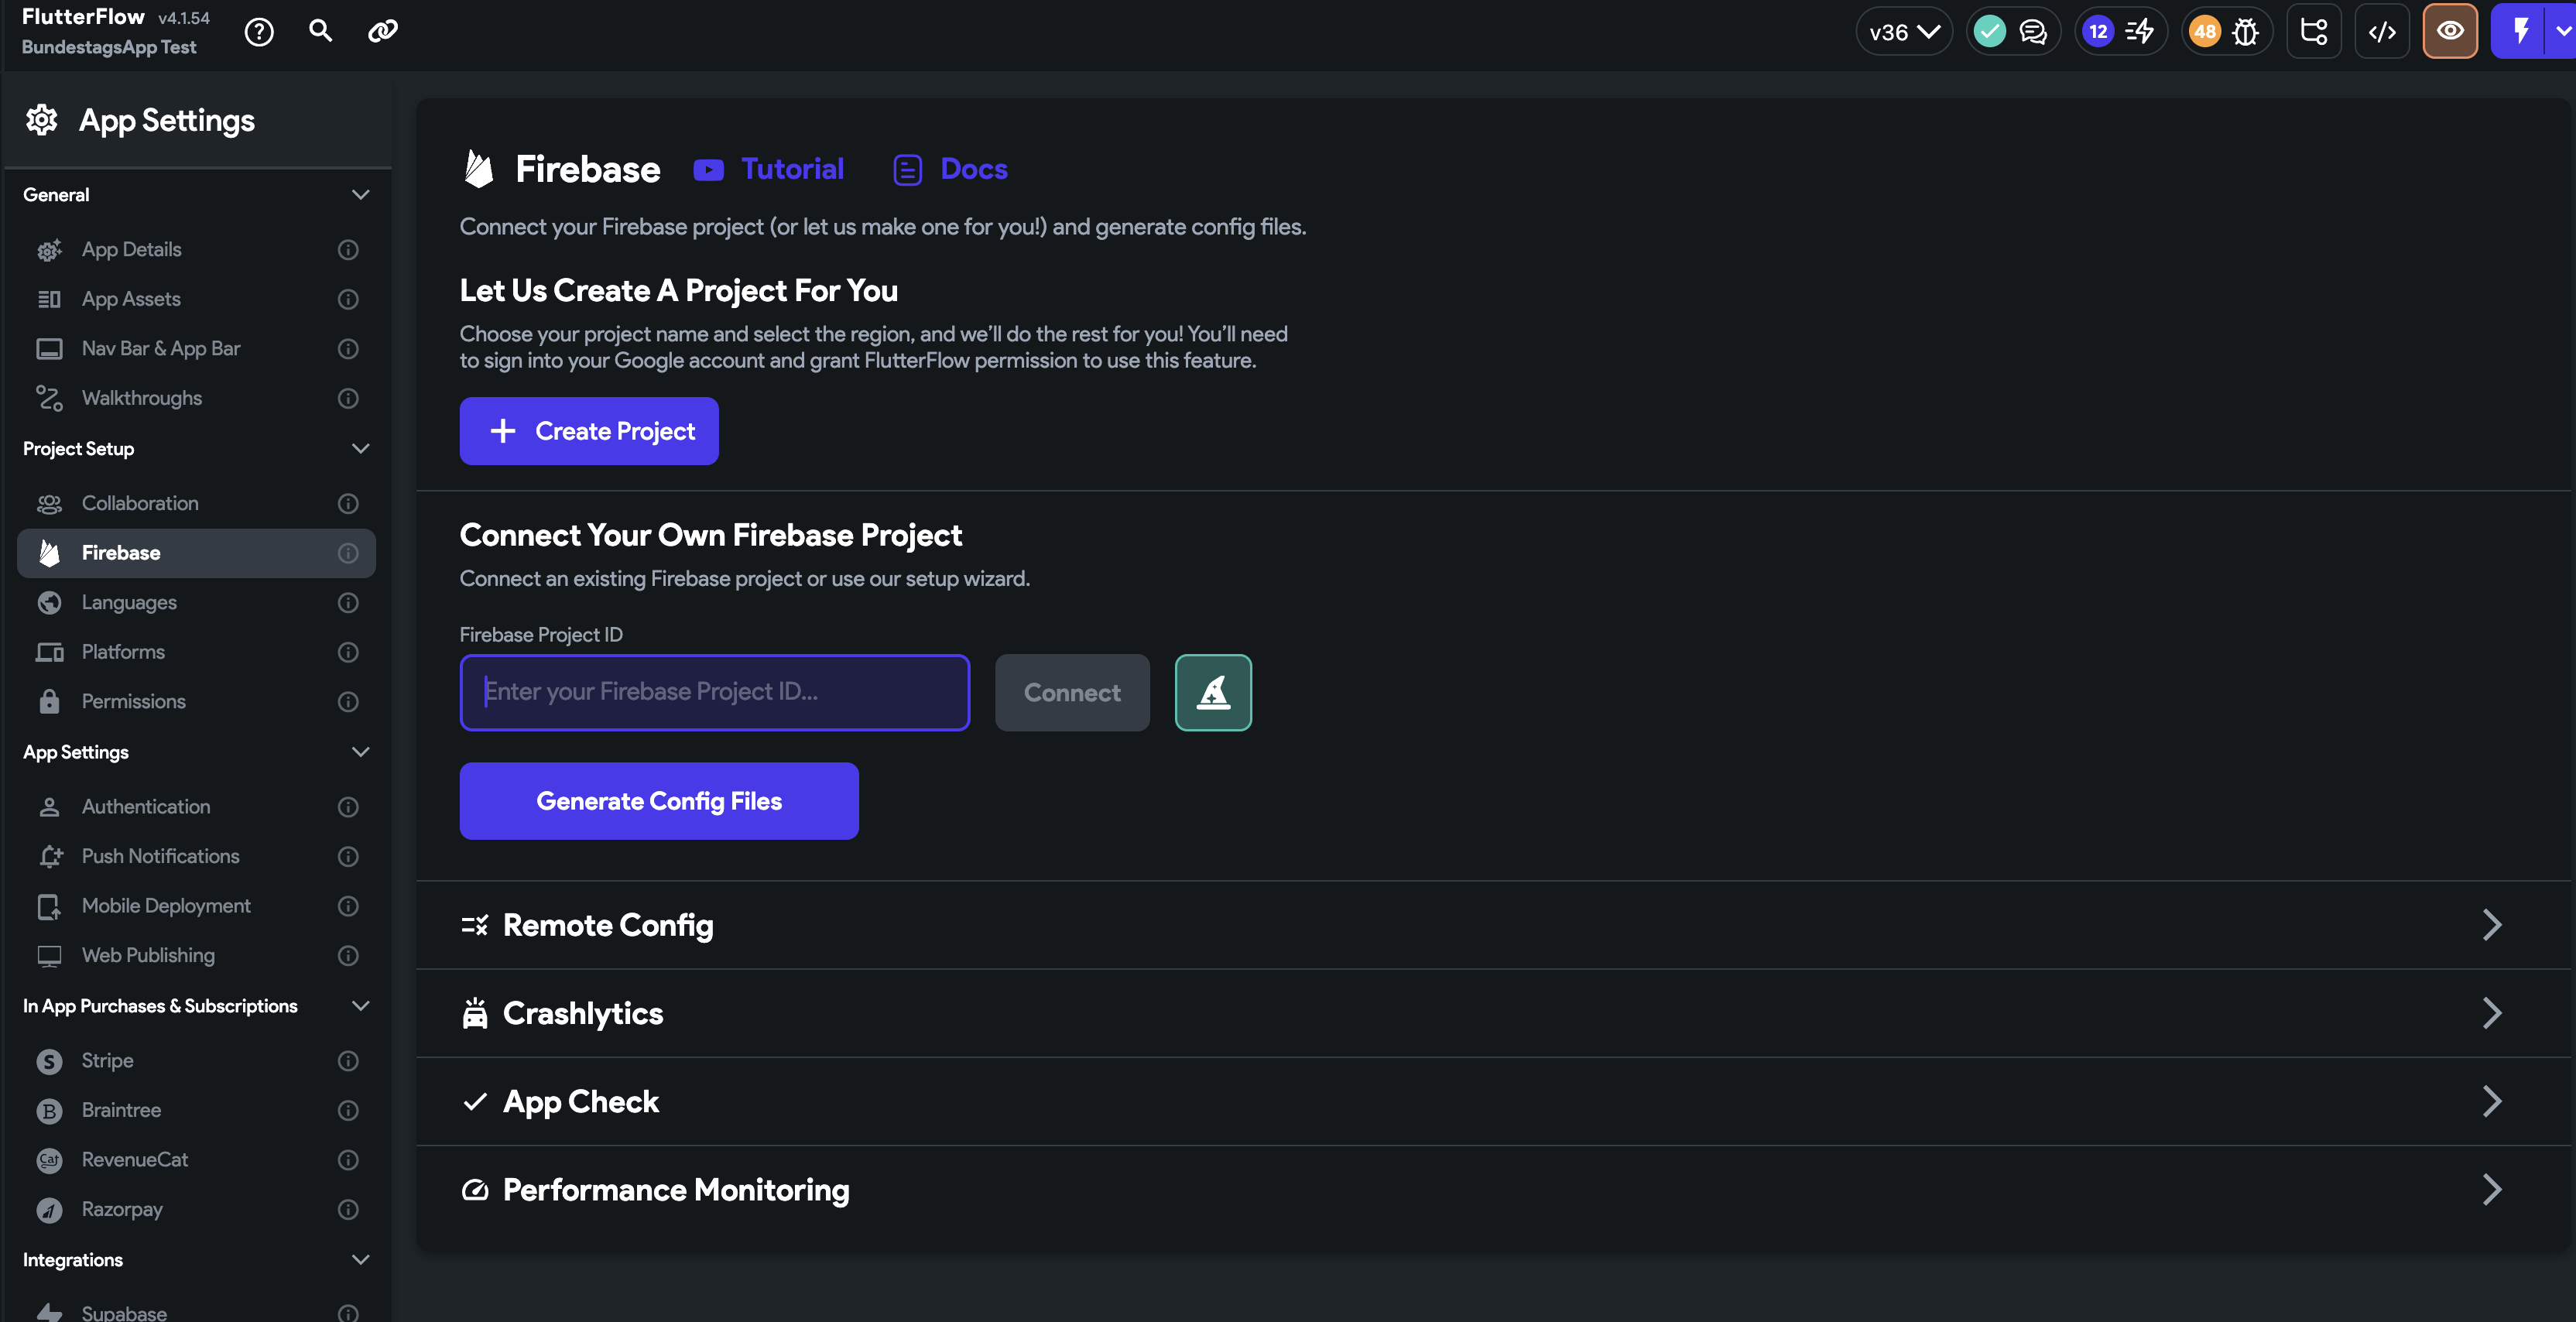 FlutterFlow v4.1.54
BundestagsApp Test
v36
12
48
App Settings
General
App Details
App Assets
Nav Bar & App Bar
Walkthroughs
Project Setup
Collaboration
Firebase
Languages
Platforms
Permissions
App Settings
Authentication
Push Notifications
Mobile Deployment
Web Publishing
In App Purchases & Subscriptions
Stripe
Braintree
RevenueCat
Razorpay
Integrations
Supabase
Firebase Tutorial Docs
Connect your Firebase project (or let us make one for you!) and generate config files.
Let Us Create A Project For You
Choose your project name and select the region, and we’ll do the rest for you! You’ll need
to sign into your Google account and grant FlutterFlow permission to use this feature.
Create Project
Connect Your Own Firebase Project
Connect an existing Firebase project or use our setup wizard.
Firebase Project ID
Enter your Firebase Project ID...
Connect
Generate Config Files
Remote Config
Crashlytics
App Check
Performance Monitoring